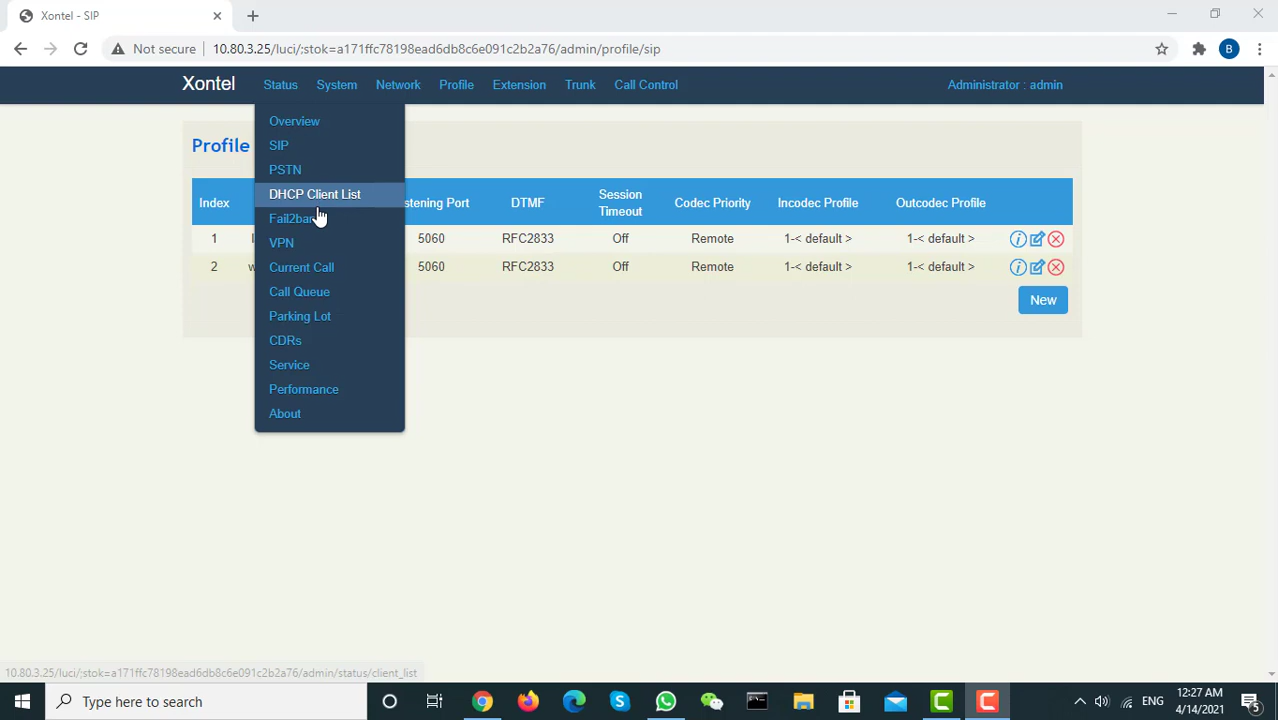 Xontel - SIP
Not secure
10.80.3.25/luci/;stok=a171ffc78198ead6db8c6e091c2b2a76/admin/profile/sip
B
Xontel Status System Network Profile Extension Trunk Call Control Administrator : admin
Profile
Overview
SIP
PSTN
DHCP Client List
VPN
Current Call
Call Queue
Parking Lot
CDRs
Service
Performance
About
Index DTMF Session Timeout Codec Priority Incodec Profile Outcodec Profile
1 5060 RFC2833 Off Remote 1-< default > 1-< default >
2 5060 RFC2833 Off Remote 1-< default > 1-< default >
New
10.80.3.25/luci/;stok=a171ffc78198ead6db8c6e091c2b2a76/admin/status/client_list
Type here to search
ENG
12:27 AM
4/14/2021
5